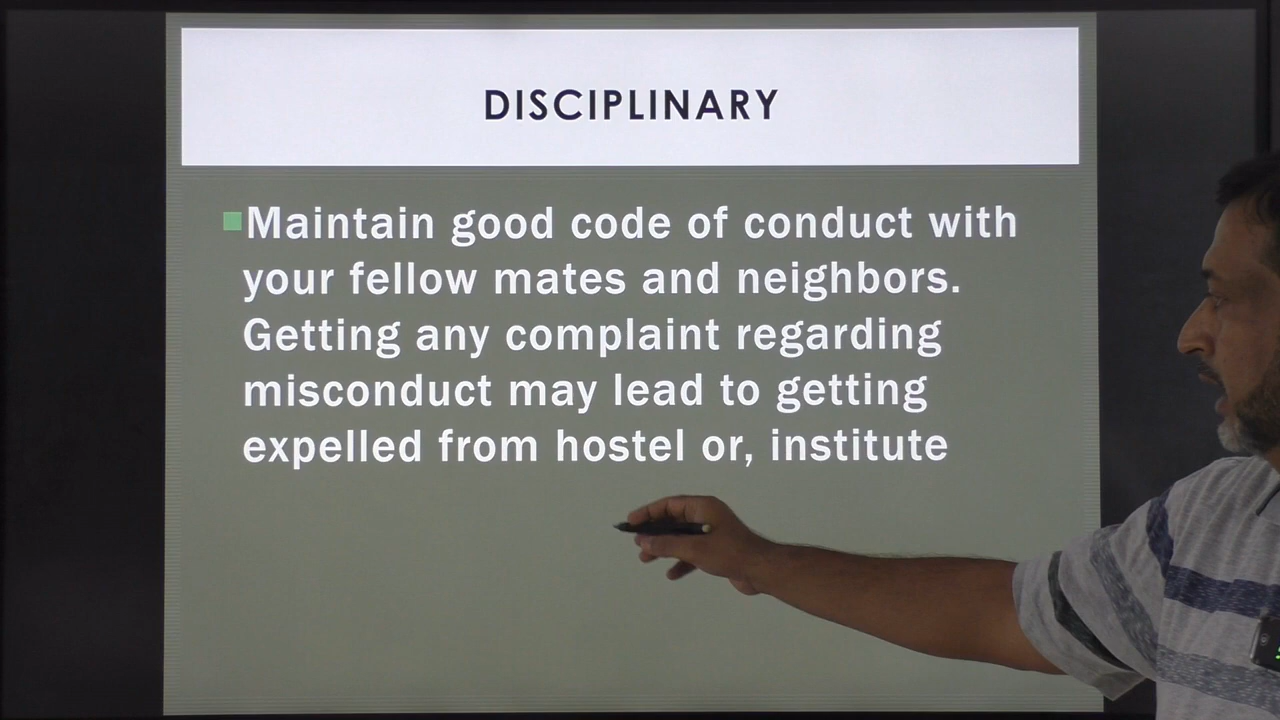 DISCIPLINARY
Maintain good code of conduct with
your fellow mates and neighbors.
Getting any complaint regarding
misconduct may lead to getting
expelled from hostel or, institute